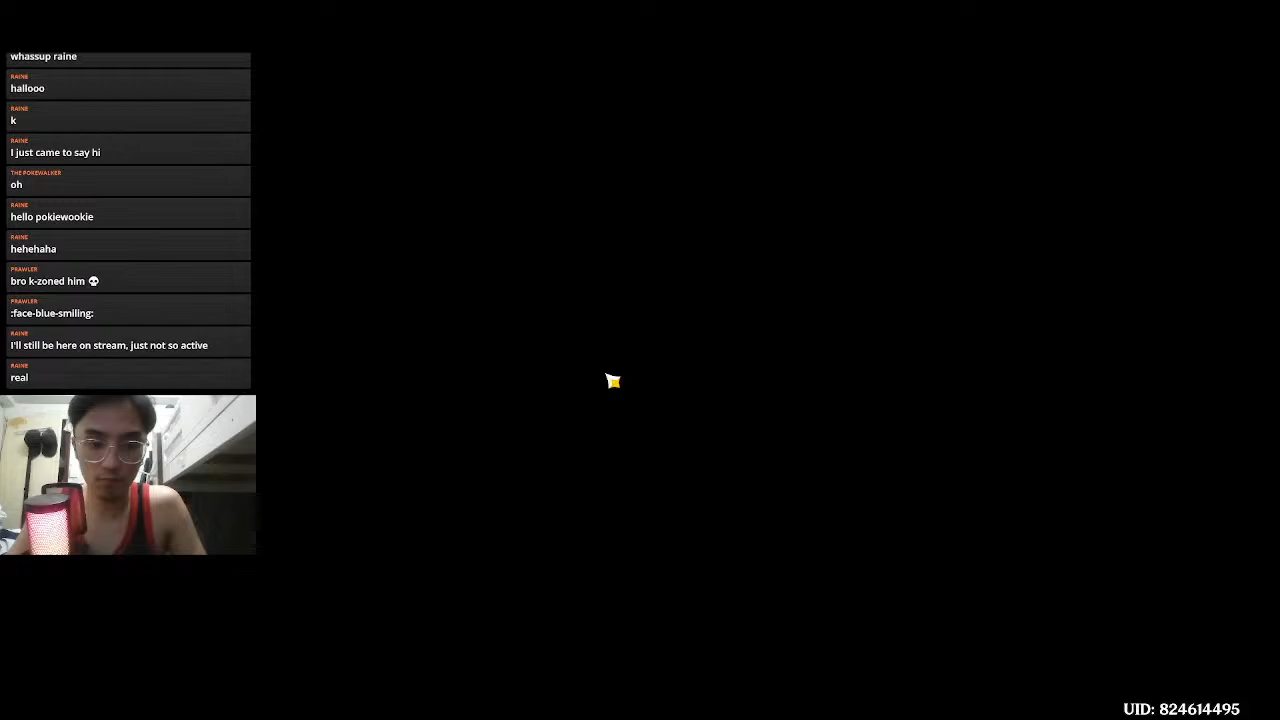 whassup raine
RAINE
hallooo
RAINE
k
RAINE
I just came to say hi
THE POKEWALKER
oh
RAINE
hello pokiewookie
RAINE
hehehaha
PRAWLER
bro k-zoned him 💀
PRAWLER
:face-blue-smiling:
RAINE
I'll still be here on stream, just not so active
RAINE
real
UID: 824614495